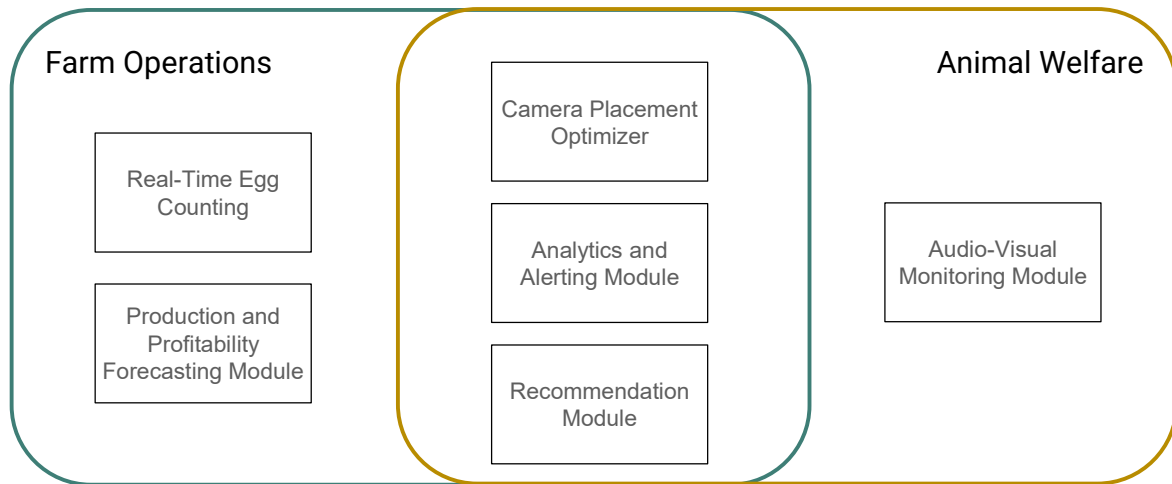 Farm Operations
Real-Time Egg
Counting
Production and
Profitability
Forecasting Module
Camera Placement
Optimizer
Analytics and
Alerting Module
Recommendation
Module
Animal Welfare
Audio-Visual
Monitoring Module